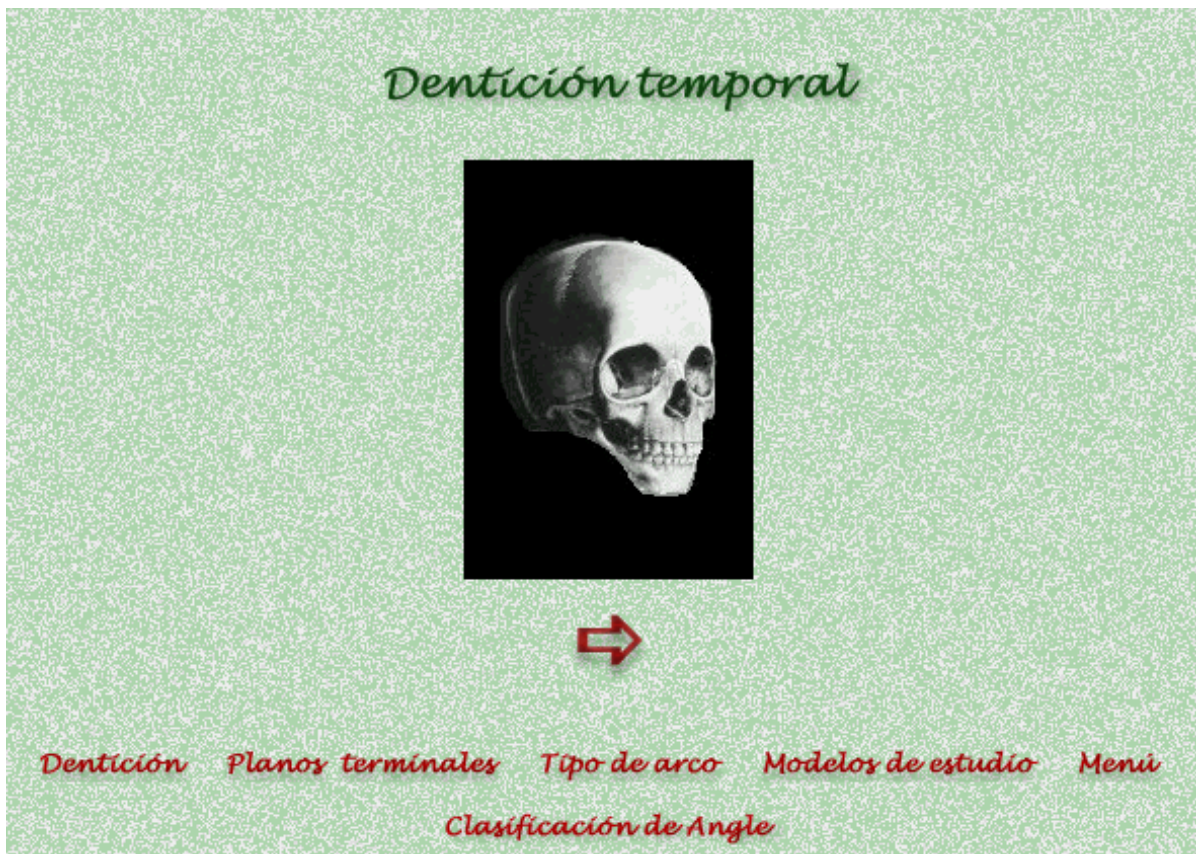 Dentición temporal
Dentición Planos terminales Tipo de arco Modelos de estudio Menú
Clasificación de Angle